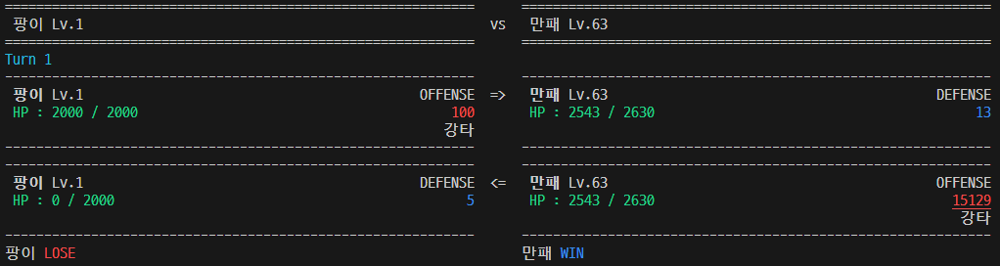 ================================================== ==================================================
팡이 Lv.1 vs 만패 Lv.63
================================================== ==================================================
Turn 1
-------------------------------------------------- --------------------------------------------------
팡이 Lv.1 OFFENSE => 만패 Lv.63 DEFENSE
HP : 2000 / 2000 100 HP : 2543 / 2630 13
강타
-------------------------------------------------- --------------------------------------------------
-------------------------------------------------- --------------------------------------------------
팡이 Lv.1 DEFENSE <= 만패 Lv.63 OFFENSE
HP : 0 / 2000 5 HP : 2543 / 2630 15129
강타
-------------------------------------------------- --------------------------------------------------
팡이 LOSE 만패 WIN